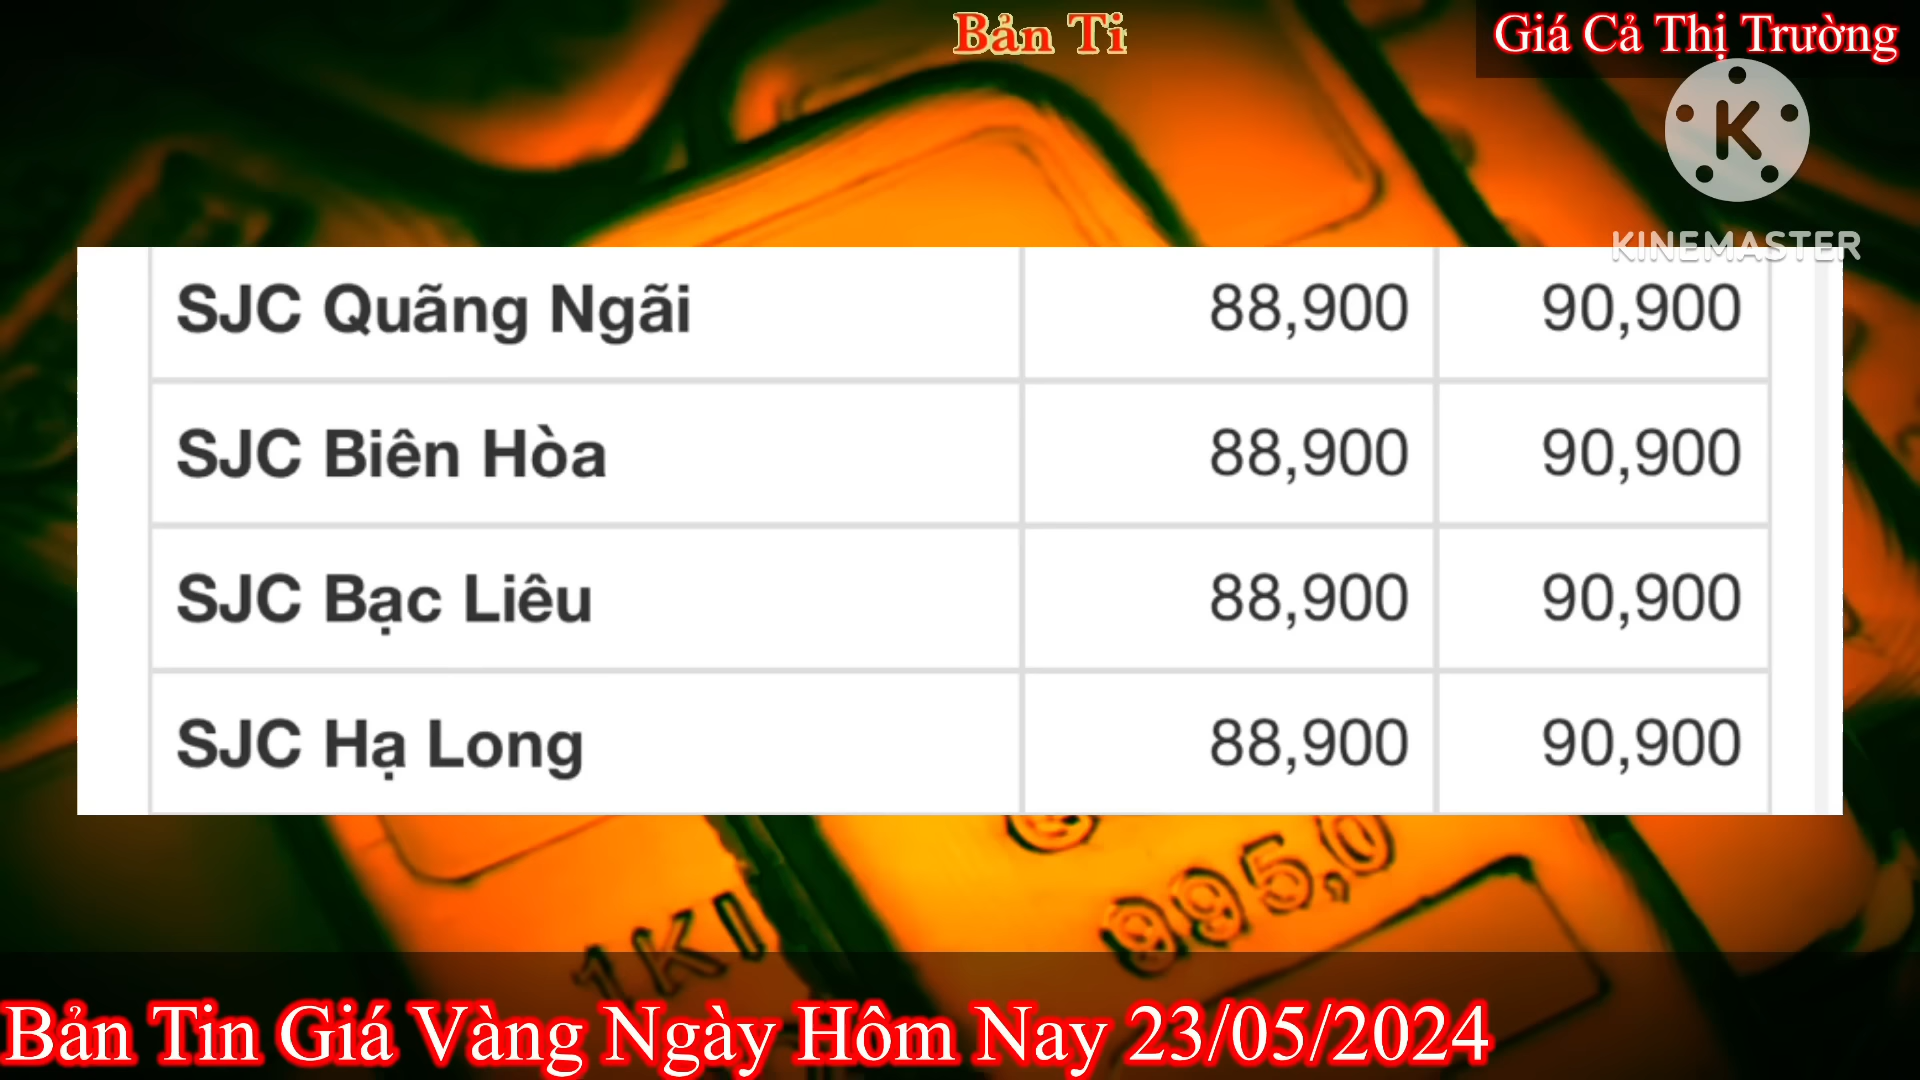 Bản Ti
Giá Cả Thị Trường
K
KINEMASTER
SJC Quãng Ngãi 88,900 90,900
SJC Biên Hòa 88,900 90,900
SJC Bạc Liêu 88,900 90,900
SJC Hạ Long 88,900 90,900
995,0
1KI
Bản Tin Giá Vàng Ngày Hôm Nay 23/05/2024